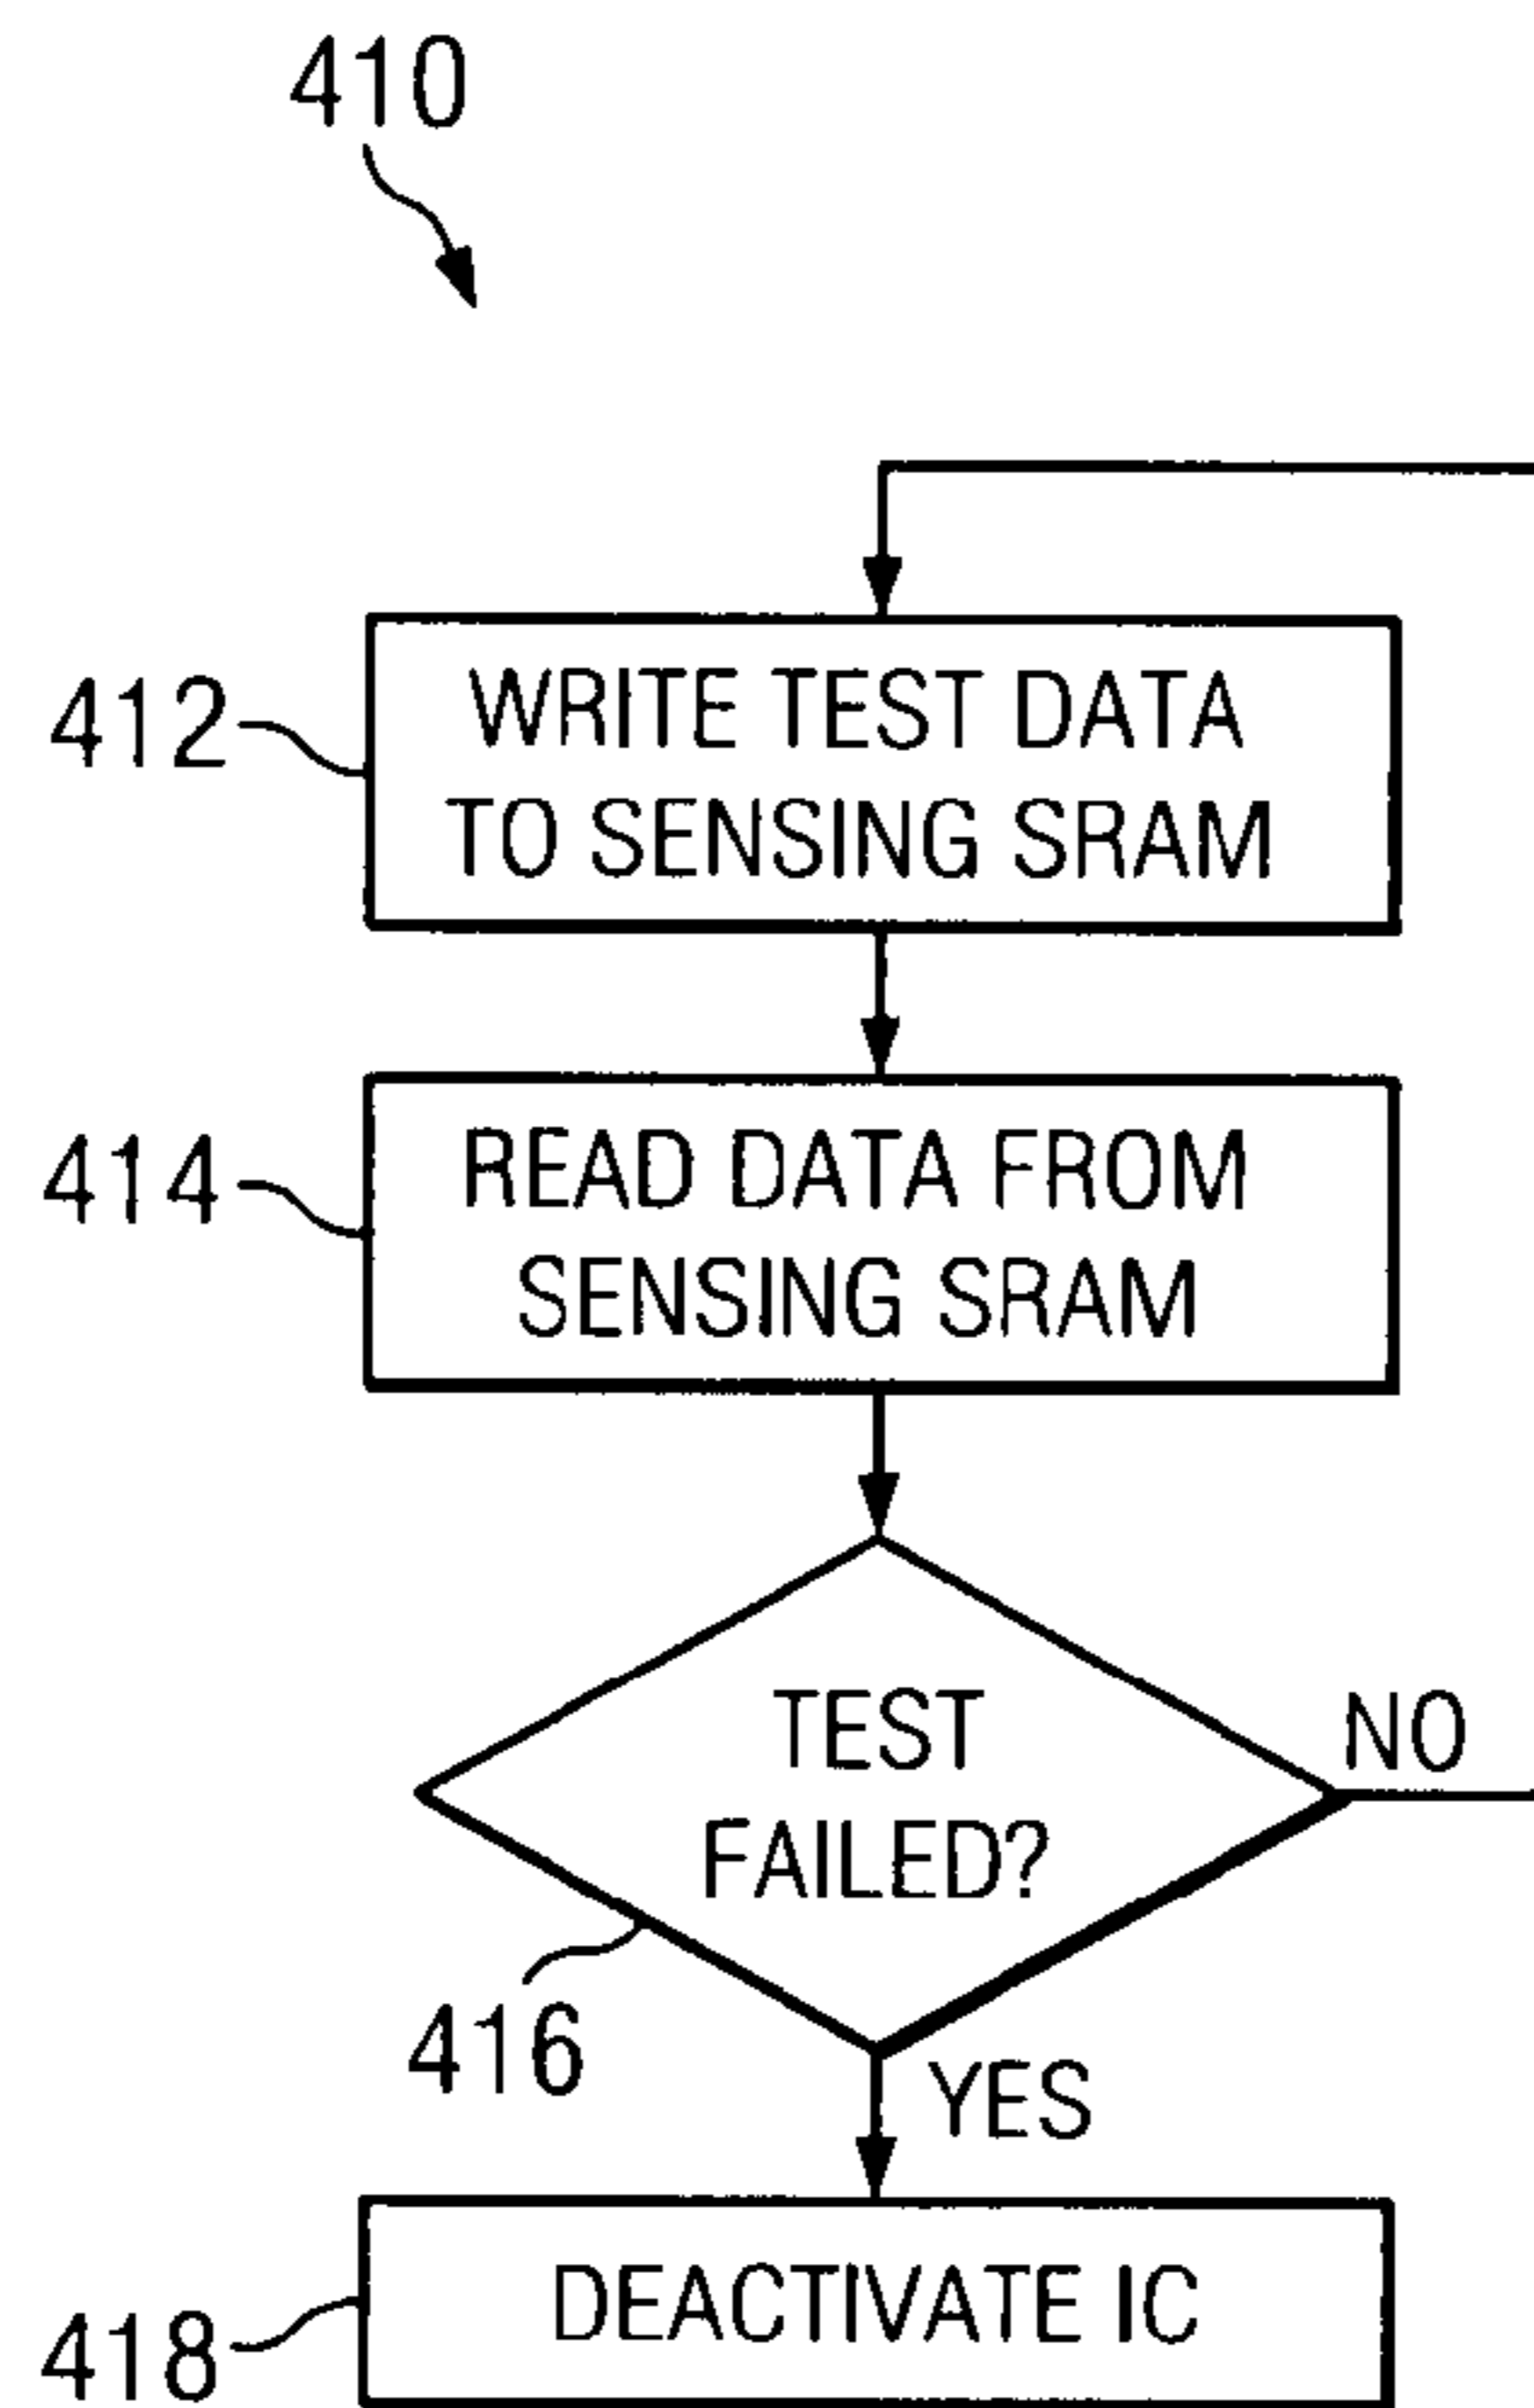 410
412
WRITE TEST DATA
TO SENSING SRAM
414
READ DATA FROM
SENSING SRAM
TEST
FAILED?
NO
416
YES
DEACTIVATE IC
418